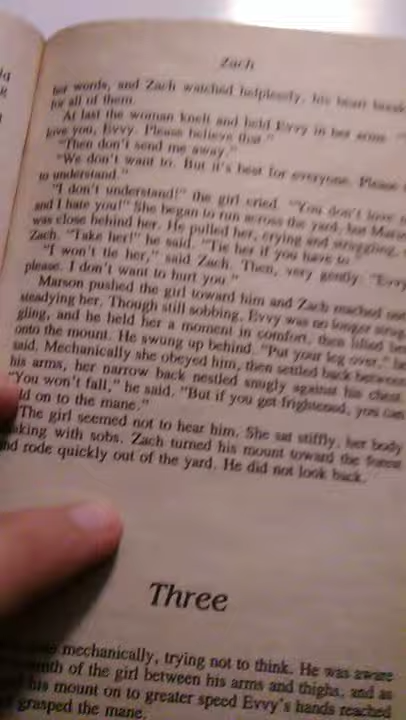 Zach
her words, and Zach watched helplessly, his heart
for all of them.
At last the woman knelt and held Evvy in her arms. "I
love you, Evvy. Please believe that."
"Then don't send me away."
"We don't want to. But it's best for everyone. Please
to understand."
"I don't understand!" the girl cried. "You don't love
and I hate you!" She began to run across the yard, but Marson
was close behind her. He pulled her, crying and struggling,
Zach. "Take her!" he said. "Tie her if you have to."
"I won't tie her," said Zach. Then, very gently: "Evvy
please. I don't want to hurt you."
Marson pushed the girl toward him and Zach reached out
steadying her. Though still sobbing, Evvy was no longer strug-
gling, and he held her a moment in comfort, then lifted her
onto the mount. He swung up behind. "Put your leg over," he
said. Mechanically she obeyed him, then settled back between
his arms, her narrow back nestled snugly against his chest.
"You won't fall," he said. "But if you get frightened, you can
ld on to the mane."
The girl seemed not to hear him. She sat stiffly, her body
aking with sobs. Zach turned his mount toward the forest
nd rode quickly out of the yard. He did not look back.
Three
mechanically, trying not to think. He was aware
mth of the girl between his arms and thighs, and as
his mount on to greater speed Evvy's hands reached
grasped the mane.